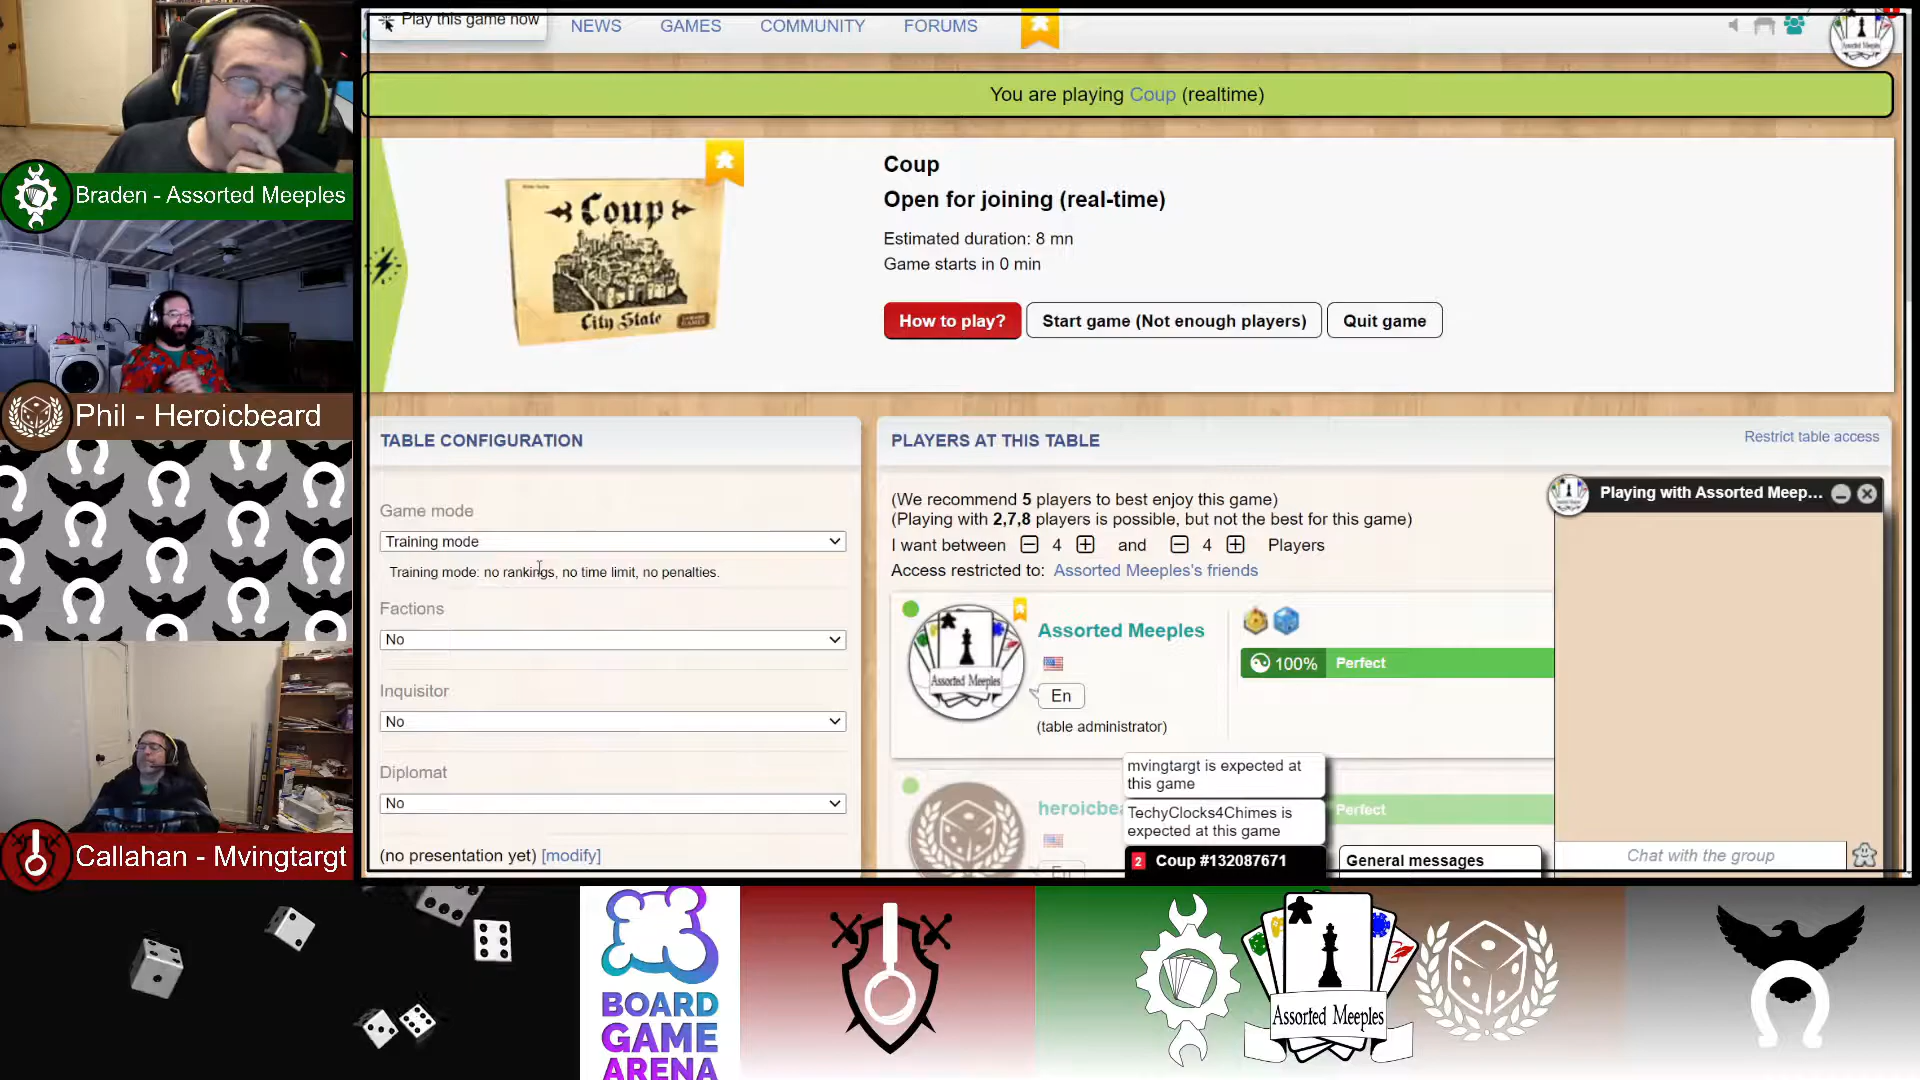 Play this game now
NEWS
GAMES
COMMUNITY
FORUMS
You are playing Coup (realtime)
Coup
City State
Coup
Open for joining (real-time)
Estimated duration: 8 mn
Game starts in 0 min
How to play?
Start game (Not enough players)
Quit game
Braden - Assorted Meeples
Phil - Heroicbeard
Callahan - Mvingtargt
TABLE CONFIGURATION
Game mode
Training mode
Training mode: no rankings, no time limit, no penalties.
Factions
No
Inquisitor
No
Diplomat
No
(no presentation yet) [modify]
PLAYERS AT THIS TABLE
Restrict table access
(We recommend 5 players to best enjoy this game)
(Playing with 2,7,8 players is possible, but not the best for this game)
I want between 4 and 4 Players
Access restricted to: Assorted Meeples's friends
Assorted Meeples
Assorted Meeples
En
(table administrator)
100% Perfect
heroicbea
Perfect
En
mvingtargt is expected at
this game
TechyClocks4Chimes is
expected at this game
2 Coup #132087671
General messages
Playing with Assorted Meep...
Chat with the group
BOARD
GAME
ARENA
Assorted Meeples